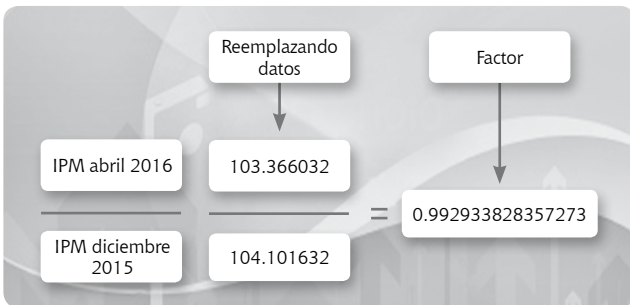 Reemplazando
datos
Factor
IPM abril 2016
103.366032
=
0.992933828357273
IPM diciembre
2015
104.101632